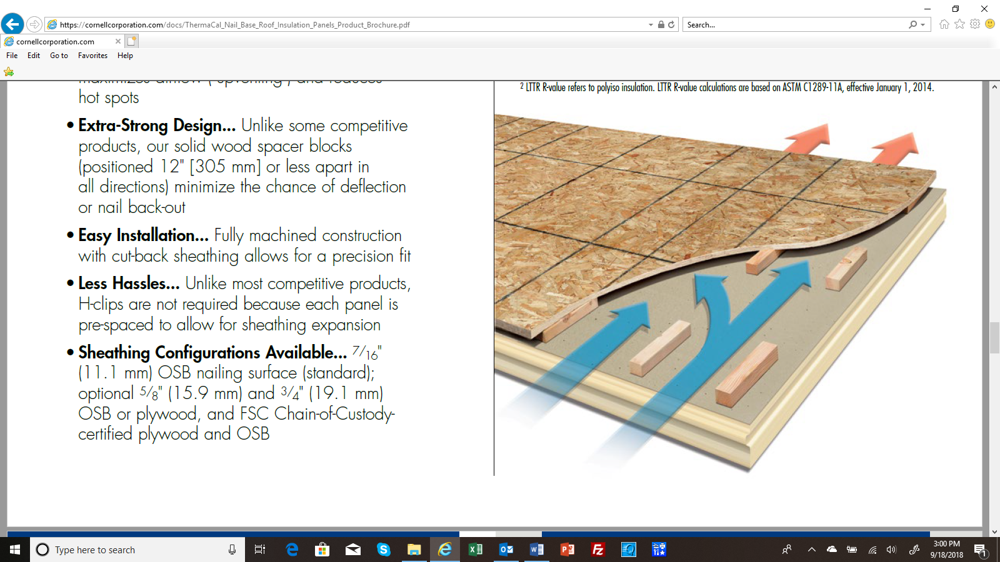 https://cornellcorporation.com/docs/ThermaCal_Nail_Base_Roof_Insulation_Panels_Product_Brochure.pdf
Search...
cornellcorporation.com
File Edit Go to Favorites Help
maximizes airflow ("upventing") and reduces
hot spots
• Extra-Strong Design... Unlike some competitive
products, our solid wood spacer blocks
(positioned 12" [305 mm] or less apart in
all directions) minimize the chance of deflection
or nail back-out
• Easy Installation... Fully machined construction
with cut-back sheathing allows for a precision fit
• Less Hassles... Unlike most competitive products,
H-clips are not required because each panel is
pre-spaced to allow for sheathing expansion
• Sheathing Configurations Available... 7/16"
(11.1 mm) OSB nailing surface (standard);
optional 5/8" (15.9 mm) and 3/4" (19.1 mm)
OSB or plywood, and FSC Chain-of-Custody-
certified plywood and OSB
2 LTTR R-value refers to polyiso insulation. LTTR R-value calculations are based on ASTM C1289-11A, effective January 1, 2014.
Type here to search
3:00 PM
9/18/2018
1